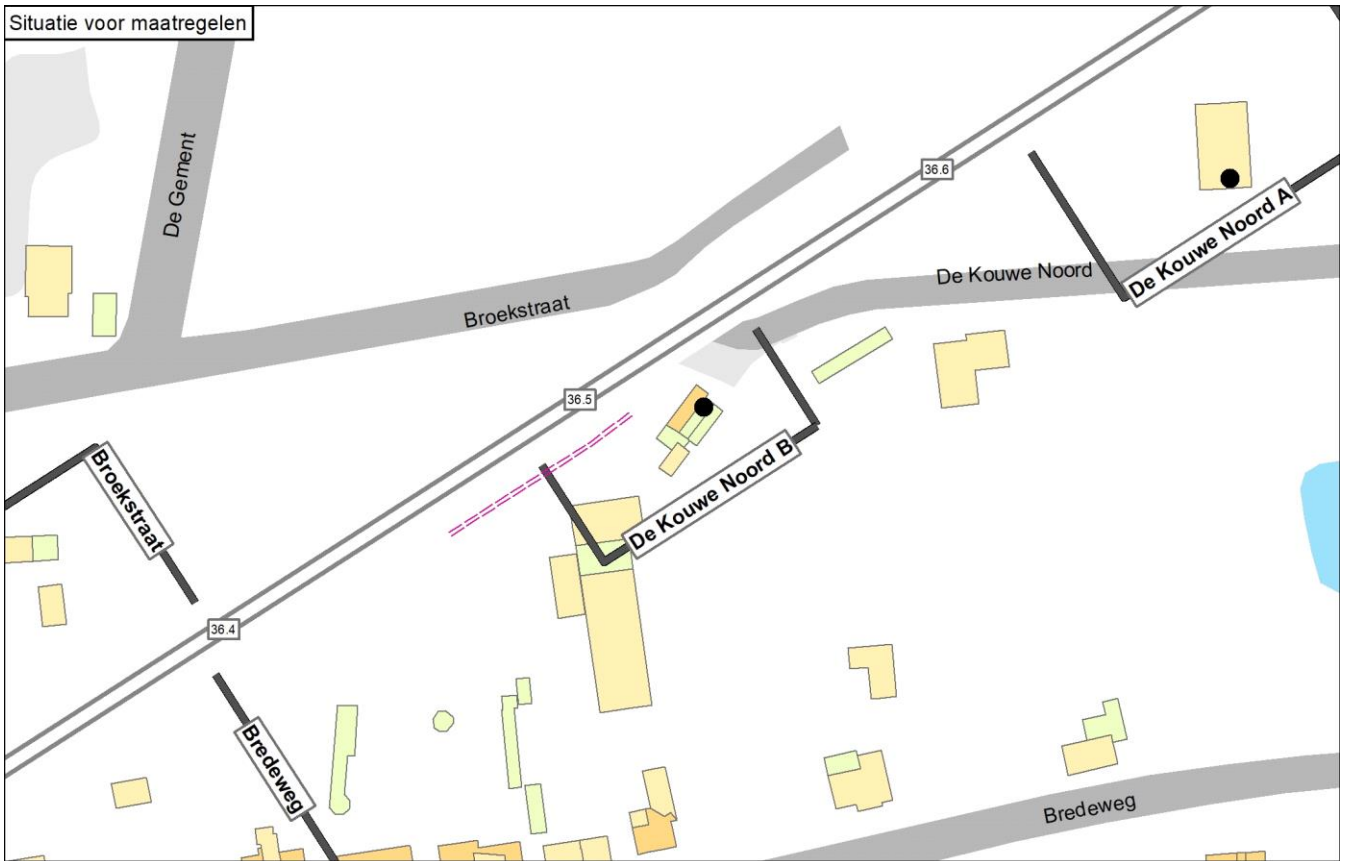 Situatie voor maatregelen
De Gement
36.6
De Kouwe Noord A
De Kouwe Noord
Broekstraat
36.5
De Kouwe Noord B
Broekstraat
36.4
Bredeweg
Bredeweg